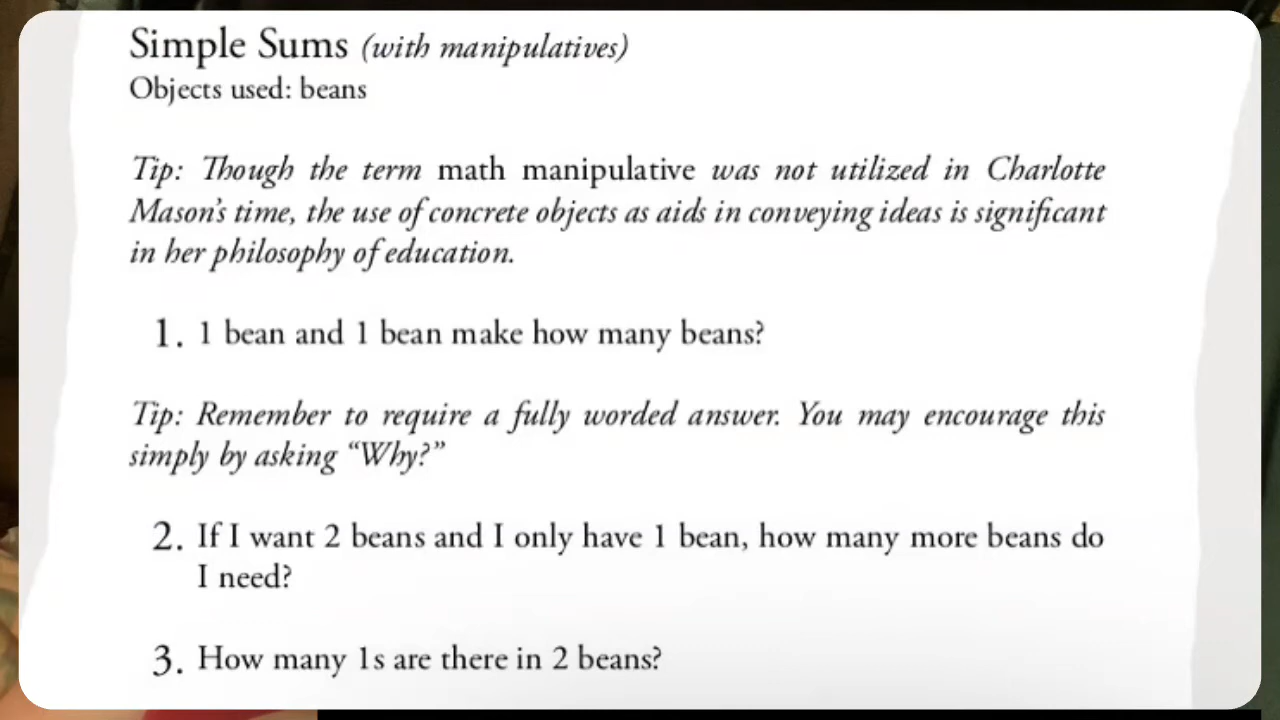 Simple Sums (with manipulatives)
Objects used: beans
Tip: Though the term math manipulative was not utilized in Charlotte
Mason's time, the use of concrete objects as aids in conveying ideas is significant
in her philosophy of education.
1. 1 bean and 1 bean make how many beans?
Tip: Remember to require a fully worded answer. You may encourage this
simply by asking “Why?”
2. If I want 2 beans and I only have 1 bean, how many more beans do
I need?
3. How many 1s are there in 2 beans?